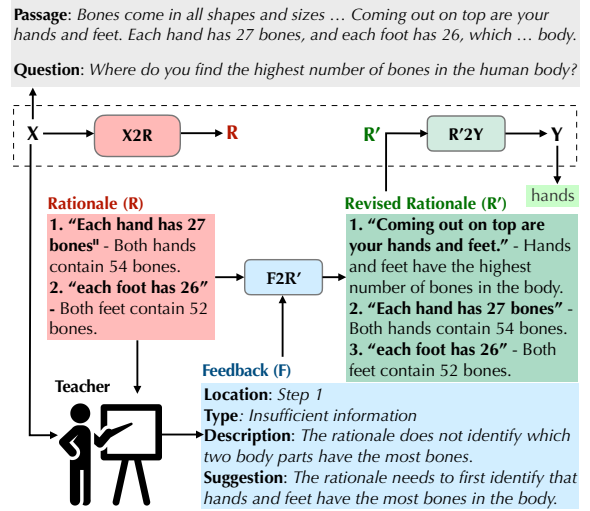 Passage: Bones come in all shapes and sizes … Coming out on top are your
hands and feet. Each hand has 27 bones, and each foot has 26, which … body.
Question: Where do you find the highest number of bones in the human body?
X
X2R
R
R'
R'2Y
Y
hands
Rationale (R)
1. “Each hand has 27
bones" - Both hands
contain 54 bones.
2. “each foot has 26”
- Both feet contain 52
bones.
F2R’
Revised Rationale (R’)
1. “Coming out on top are
your hands and feet.” - Hands
and feet have the highest
number of bones in the body.
2. “Each hand has 27 bones” -
Both hands contain 54 bones.
3. “each foot has 26” - Both
feet contain 52 bones.
Teacher
Feedback (F)
Location: Step 1
Type: Insufficient information
Description: The rationale does not identify which
two body parts have the most bones.
Suggestion: The rationale needs to first identify that
hands and feet have the most bones in the body.